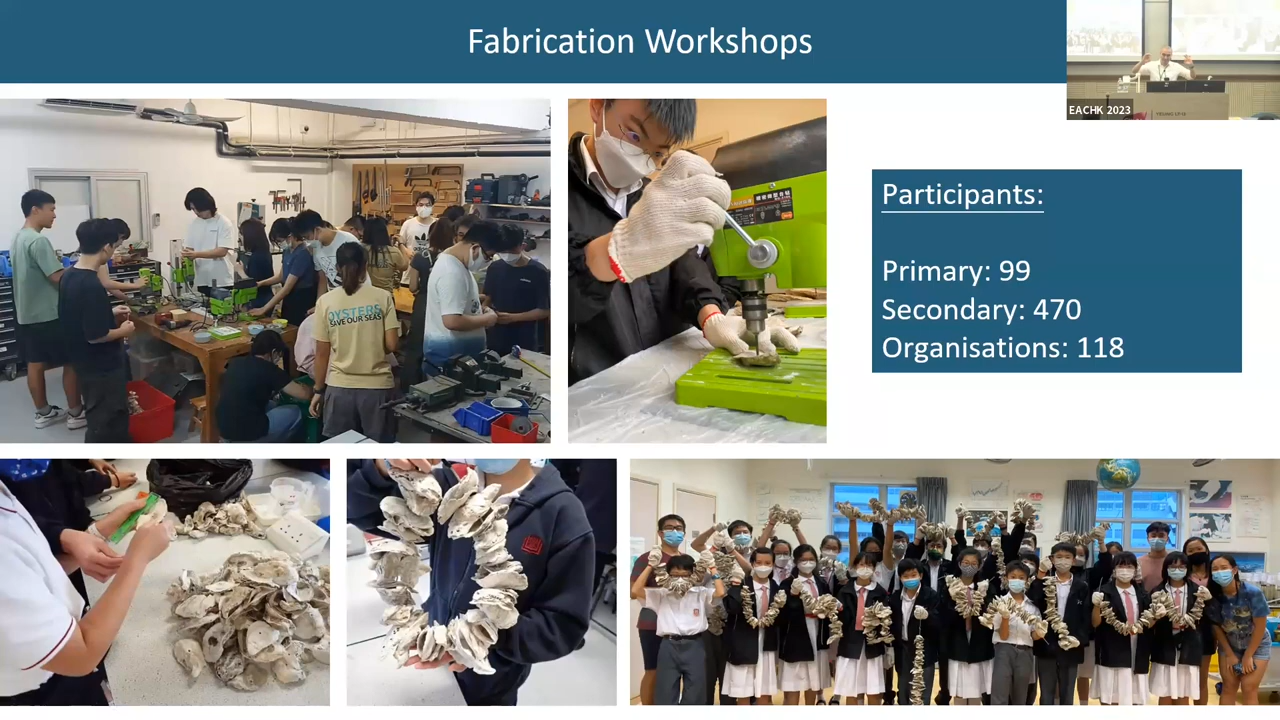 Fabrication Workshops
EACHK 2023
Participants:
Primary: 99
Secondary: 470
Organisations: 118
OYSTERS
SAVE OUR SEAS